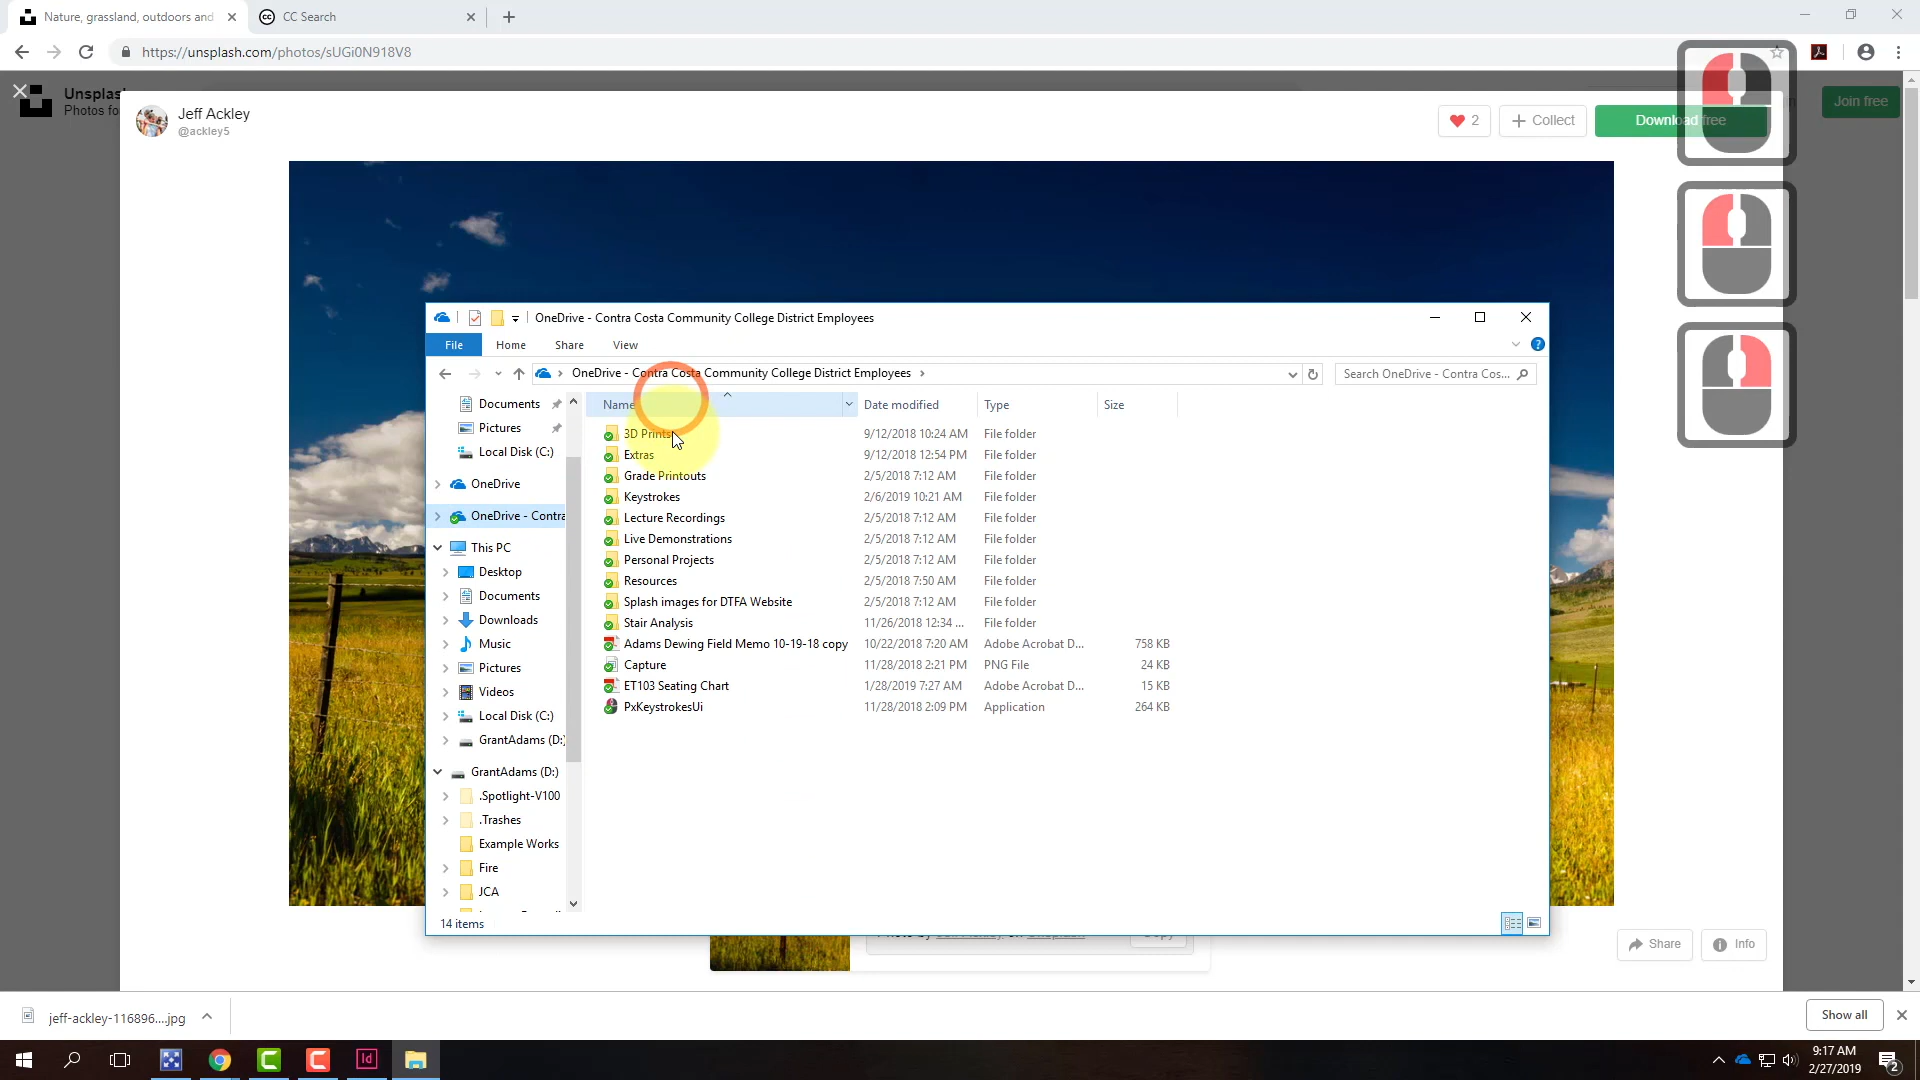 Nature, grassland, outdoors and
CC Search
https://unsplash.com/photos/sUGi0N918V8
Jeff Ackley
@ackley5
2
Collect
Download free
Join free
OneDrive - Contra Costa Community College District Employees
File
Home
Share
View
OneDrive - Contra Costa Community College District Employees
Search OneDrive - Contra Cos...
Documents
Pictures
Local Disk (C:)
OneDrive
OneDrive - Contra
This PC
Desktop
Documents
Downloads
Music
Pictures
Videos
Local Disk (C:)
GrantAdams (D:)
GrantAdams (D:)
.Spotlight-V100
.Trashes
Example Works
Fire
JCA
Name Date modified Type Size
3D Prints 9/12/2018 10:24 AM File folder
Extras 9/12/2018 12:54 PM File folder
Grade Printouts 2/5/2018 7:12 AM File folder
Keystrokes 2/6/2019 10:21 AM File folder
Lecture Recordings 2/5/2018 7:12 AM File folder
Live Demonstrations 2/5/2018 7:12 AM File folder
Personal Projects 2/5/2018 7:12 AM File folder
Resources 2/5/2018 7:50 AM File folder
Splash images for DTFA Website 2/5/2018 7:12 AM File folder
Stair Analysis 11/26/2018 12:34 ... File folder
Adams Dewing Field Memo 10-19-18 copy 10/22/2018 7:20 AM Adobe Acrobat D... 758 KB
Capture 11/28/2018 2:21 PM PNG File 24 KB
ET103 Seating Chart 1/28/2019 7:27 AM Adobe Acrobat D... 15 KB
PxKeystrokesUi 11/28/2018 2:09 PM Application 264 KB
14 items
Share
Info
jeff-ackley-116896....jpg
Show all
Id
9:17 AM
2/27/2019
2